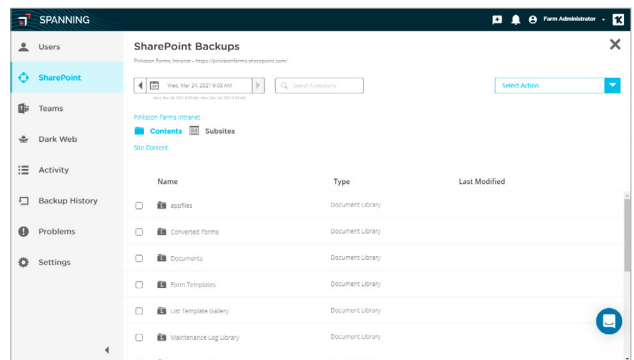 SPANNING
Farm Administrator
Users
SharePoint
Teams
Dark Web
Activity
Backup History
Problems
Settings
SharePoint Backups
Pinkston Farms Intranet - https://pinkstonfarms.sharepoint.com/
Wed, Mar 24, 2021 9:03 AM
Search Collections
Select Action
Pinkston Farms Intranet
Contents Subsites
Site Content
Name Type Last Modified
appfiles Document Library
Converted Forms Document Library
Documents Document Library
Form Templates Document Library
List Template Gallery Document Library
Maintenance Log Library Document Library